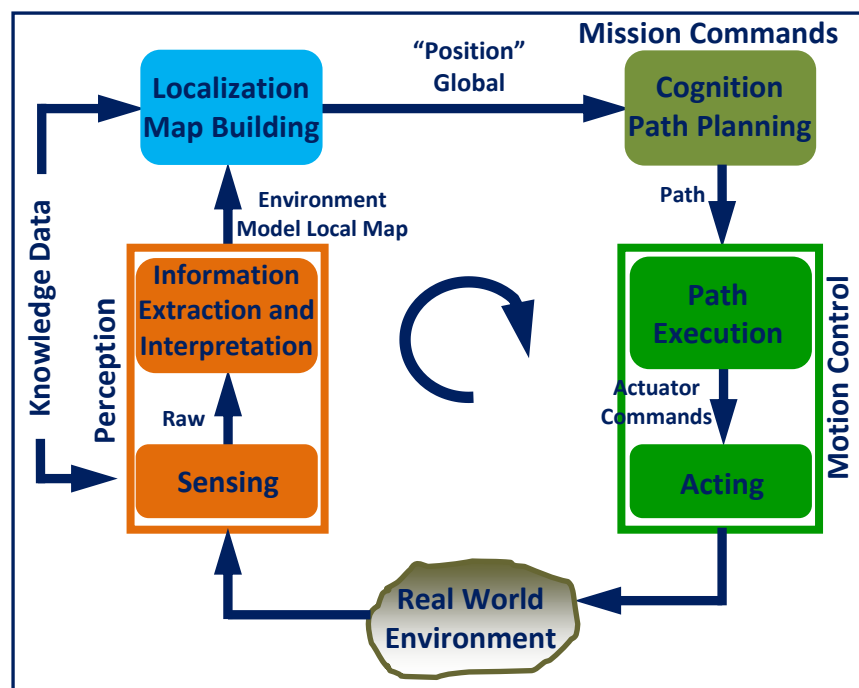 Mission Commands
“Position”
Global
Localization
Map Building
Cognition
Path Planning
Environment
Model Local Map
Path
Knowledge Data
Perception
Information
Extraction and
Interpretation
Raw
Sensing
Path
Execution
Actuator
Commands
Acting
Motion Control
Real World
Environment